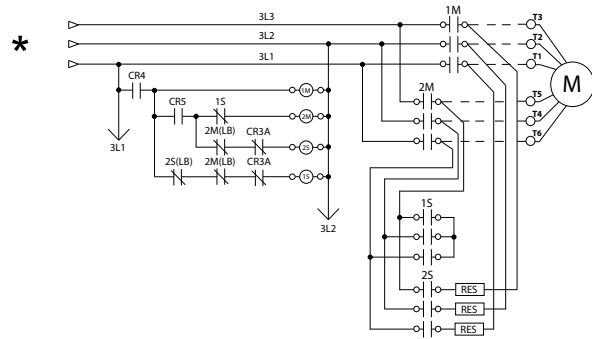 *
3L3
3L2
3L1
1M
T3
T2
T1
M
CR4
1M
2M
T5
T4
T6
CR5
1S
2M
2M(LB)
CR3A
2S
2S(LB)
2M(LB)
CR3A
1S
3L1
3L2
1S
2S
RES
RES
RES